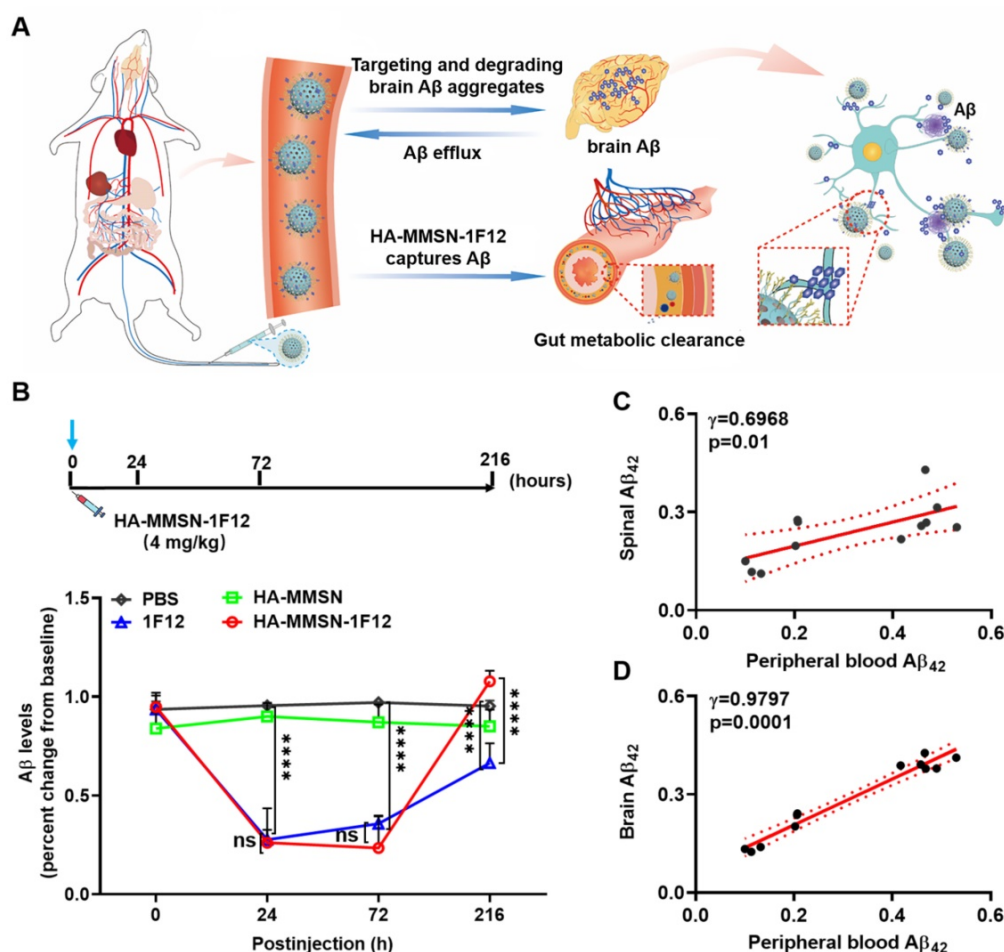 A
Targeting and degrading
brain Aβ aggregates
Aβ efflux
brain Aβ
Aβ
HA-MMSN-1F12
captures Aβ
Gut metabolic clearance
B
0 24 72 216 (hours)
HA-MMSN-1F12
(4 mg/kg)
PBS HA-MMSN
1F12 HA-MMSN-1F12
Aβ levels
(percent change from baseline)
1.5
1.0
0.5
0.0
ns
****
ns
****
****
****
0 24 72 216
Postinjection (h)
C
γ=0.6968
p=0.01
Spinal Aβ42
0.6
0.3
0.0
0.0 0.2 0.4 0.6
Peripheral blood Aβ42
D
γ=0.9797
p=0.0001
Brain Aβ42
0.6
0.3
0.0
0.0 0.2 0.4 0.6
Peripheral blood Aβ42